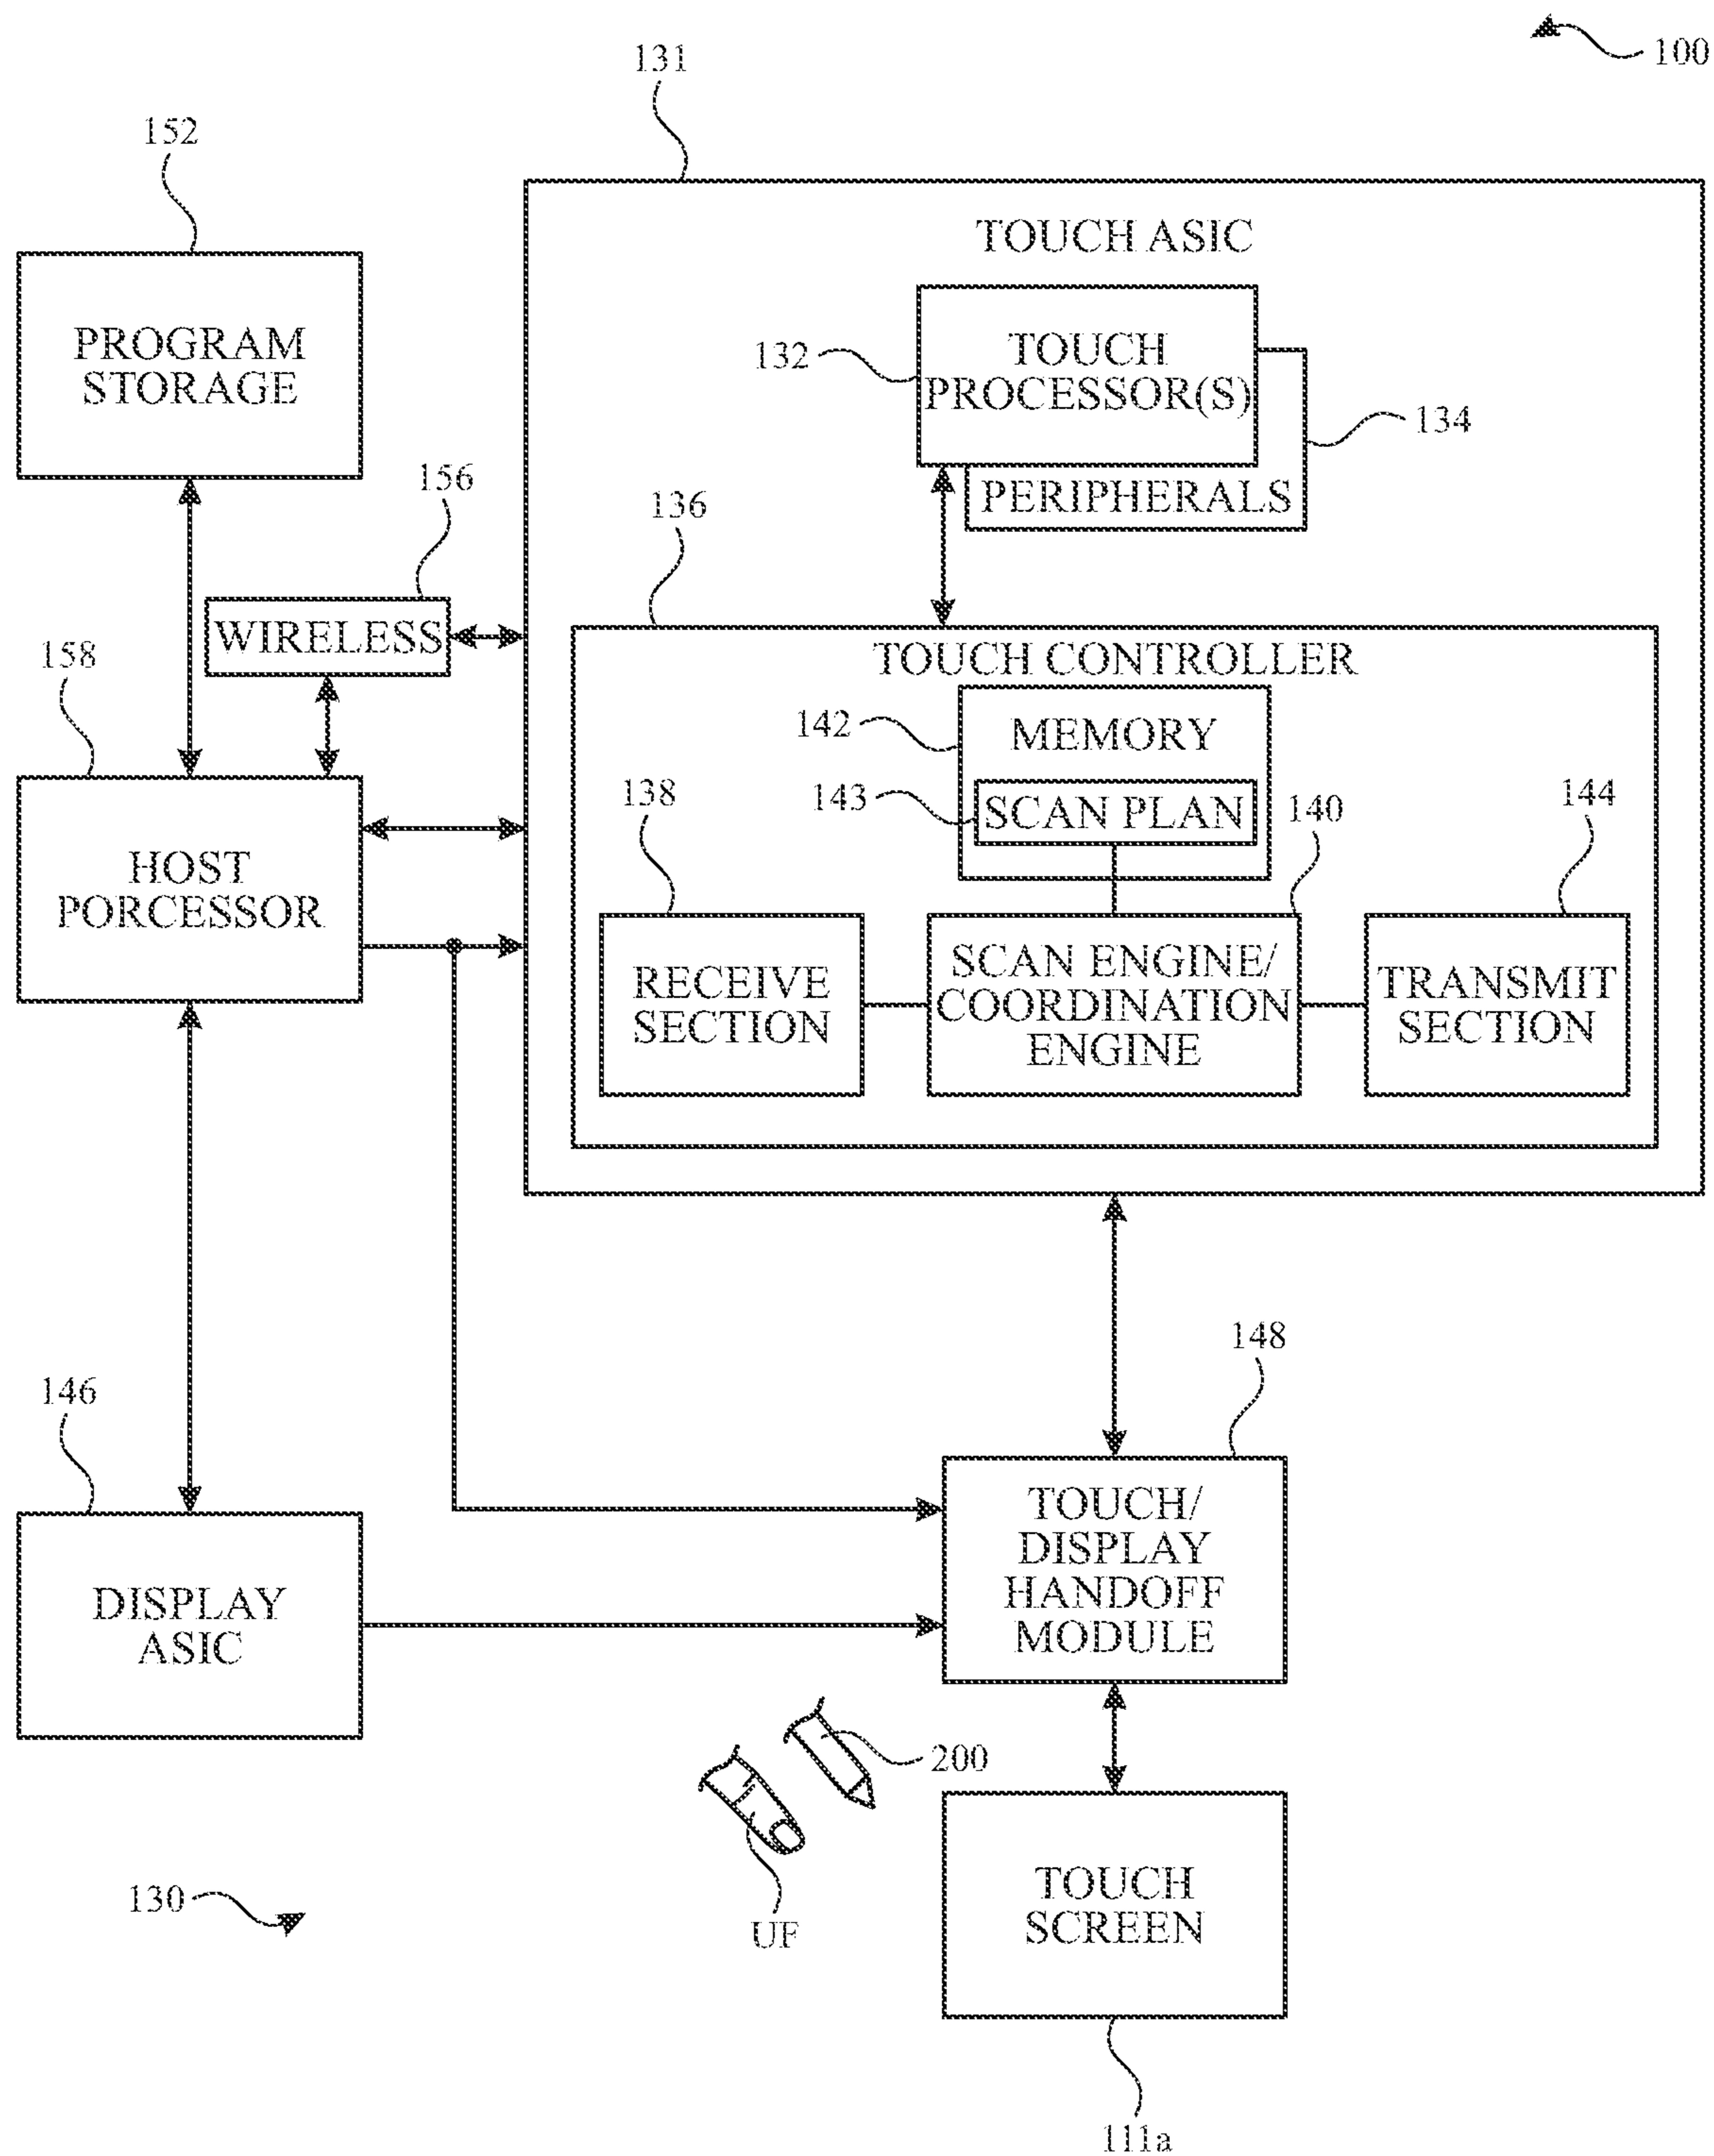 100
131
152
TOUCH ASIC
PROGRAM
STORAGE
132
TOUCH
PROCESSOR(S)
134
PERIPHERALS
156
136
WIRELESS
158
TOUCH CONTROLLER
142
MEMORY
138
143
SCAN PLAN
140
144
HOST
PORCESSOR
RECEIVE
SECTION
SCAN ENGINE/
COORDINATION
ENGINE
TRANSMIT
SECTION
148
146
TOUCH/
DISPLAY
HANDOFF
MODULE
DISPLAY
ASIC
200
UF
130
TOUCH
SCREEN
111a